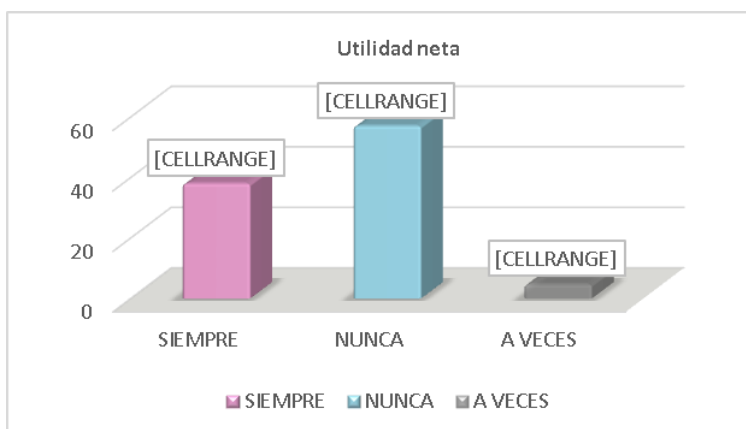 Utilidad neta
[CELLRANGE]
[CELLRANGE]
[CELLRANGE]
60
40
20
0
SIEMPRE NUNCA A VECES
SIEMPRE NUNCA A VECES